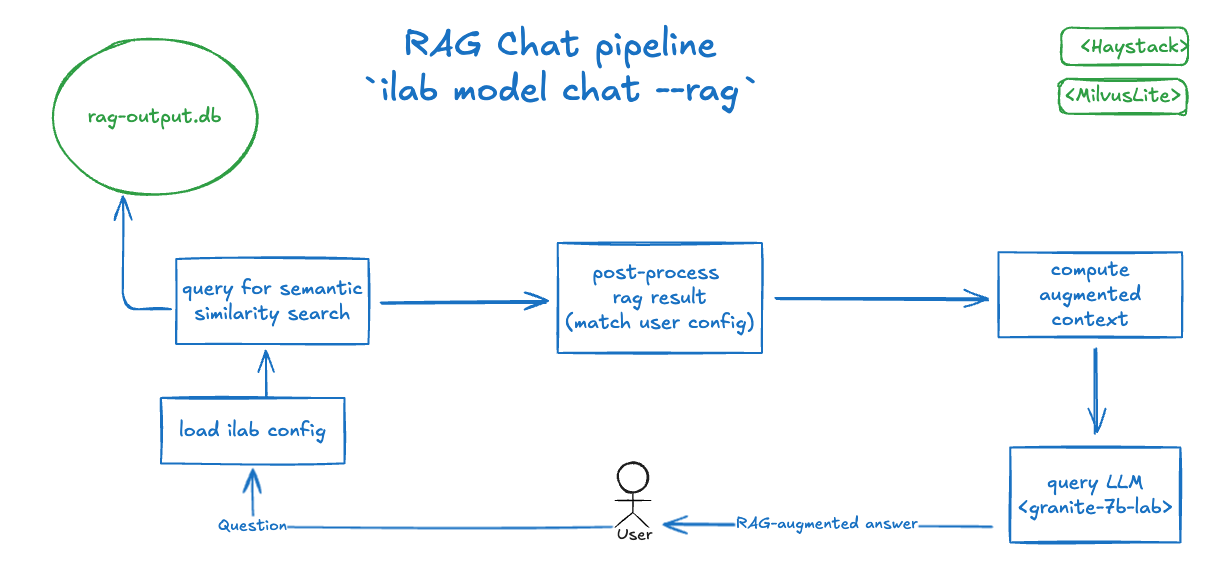 RAG Chat pipeline
`ilab model chat --rag`
<Haystack>
<MilvusLite>
rag-output.db
query for semantic
similarity search
post-process
rag result
(match user config)
compute
augmented
context
load ilab config
query LLM
<granite-7b-lab>
Question
User
RAG-augmented answer